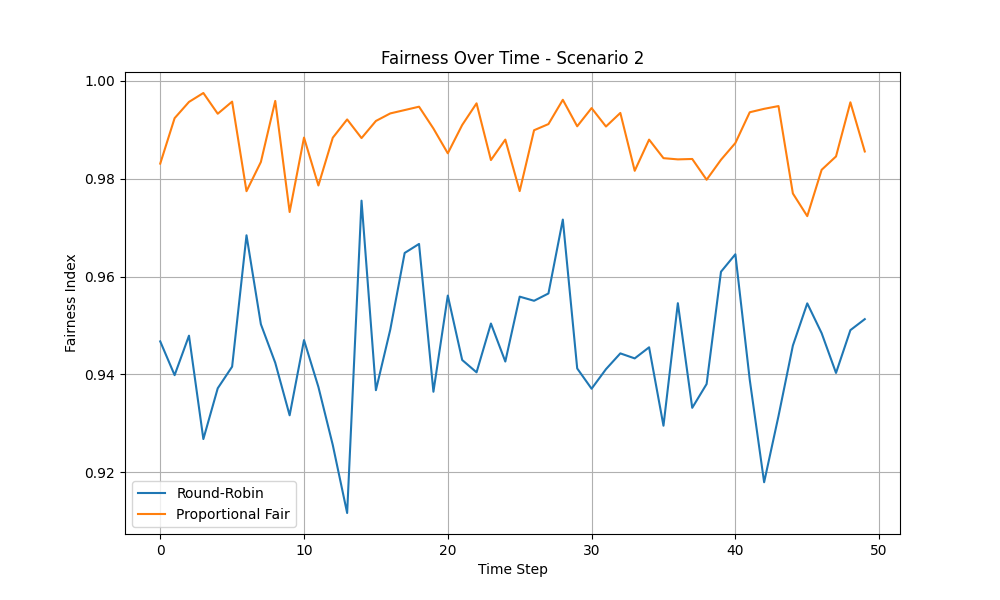 Fairness Over Time - Scenario 2
Fairness Index
1.00
0.98
0.96
0.94
0.92
Round-Robin
Proportional Fair
0 10 20 30 40 50
Time Step